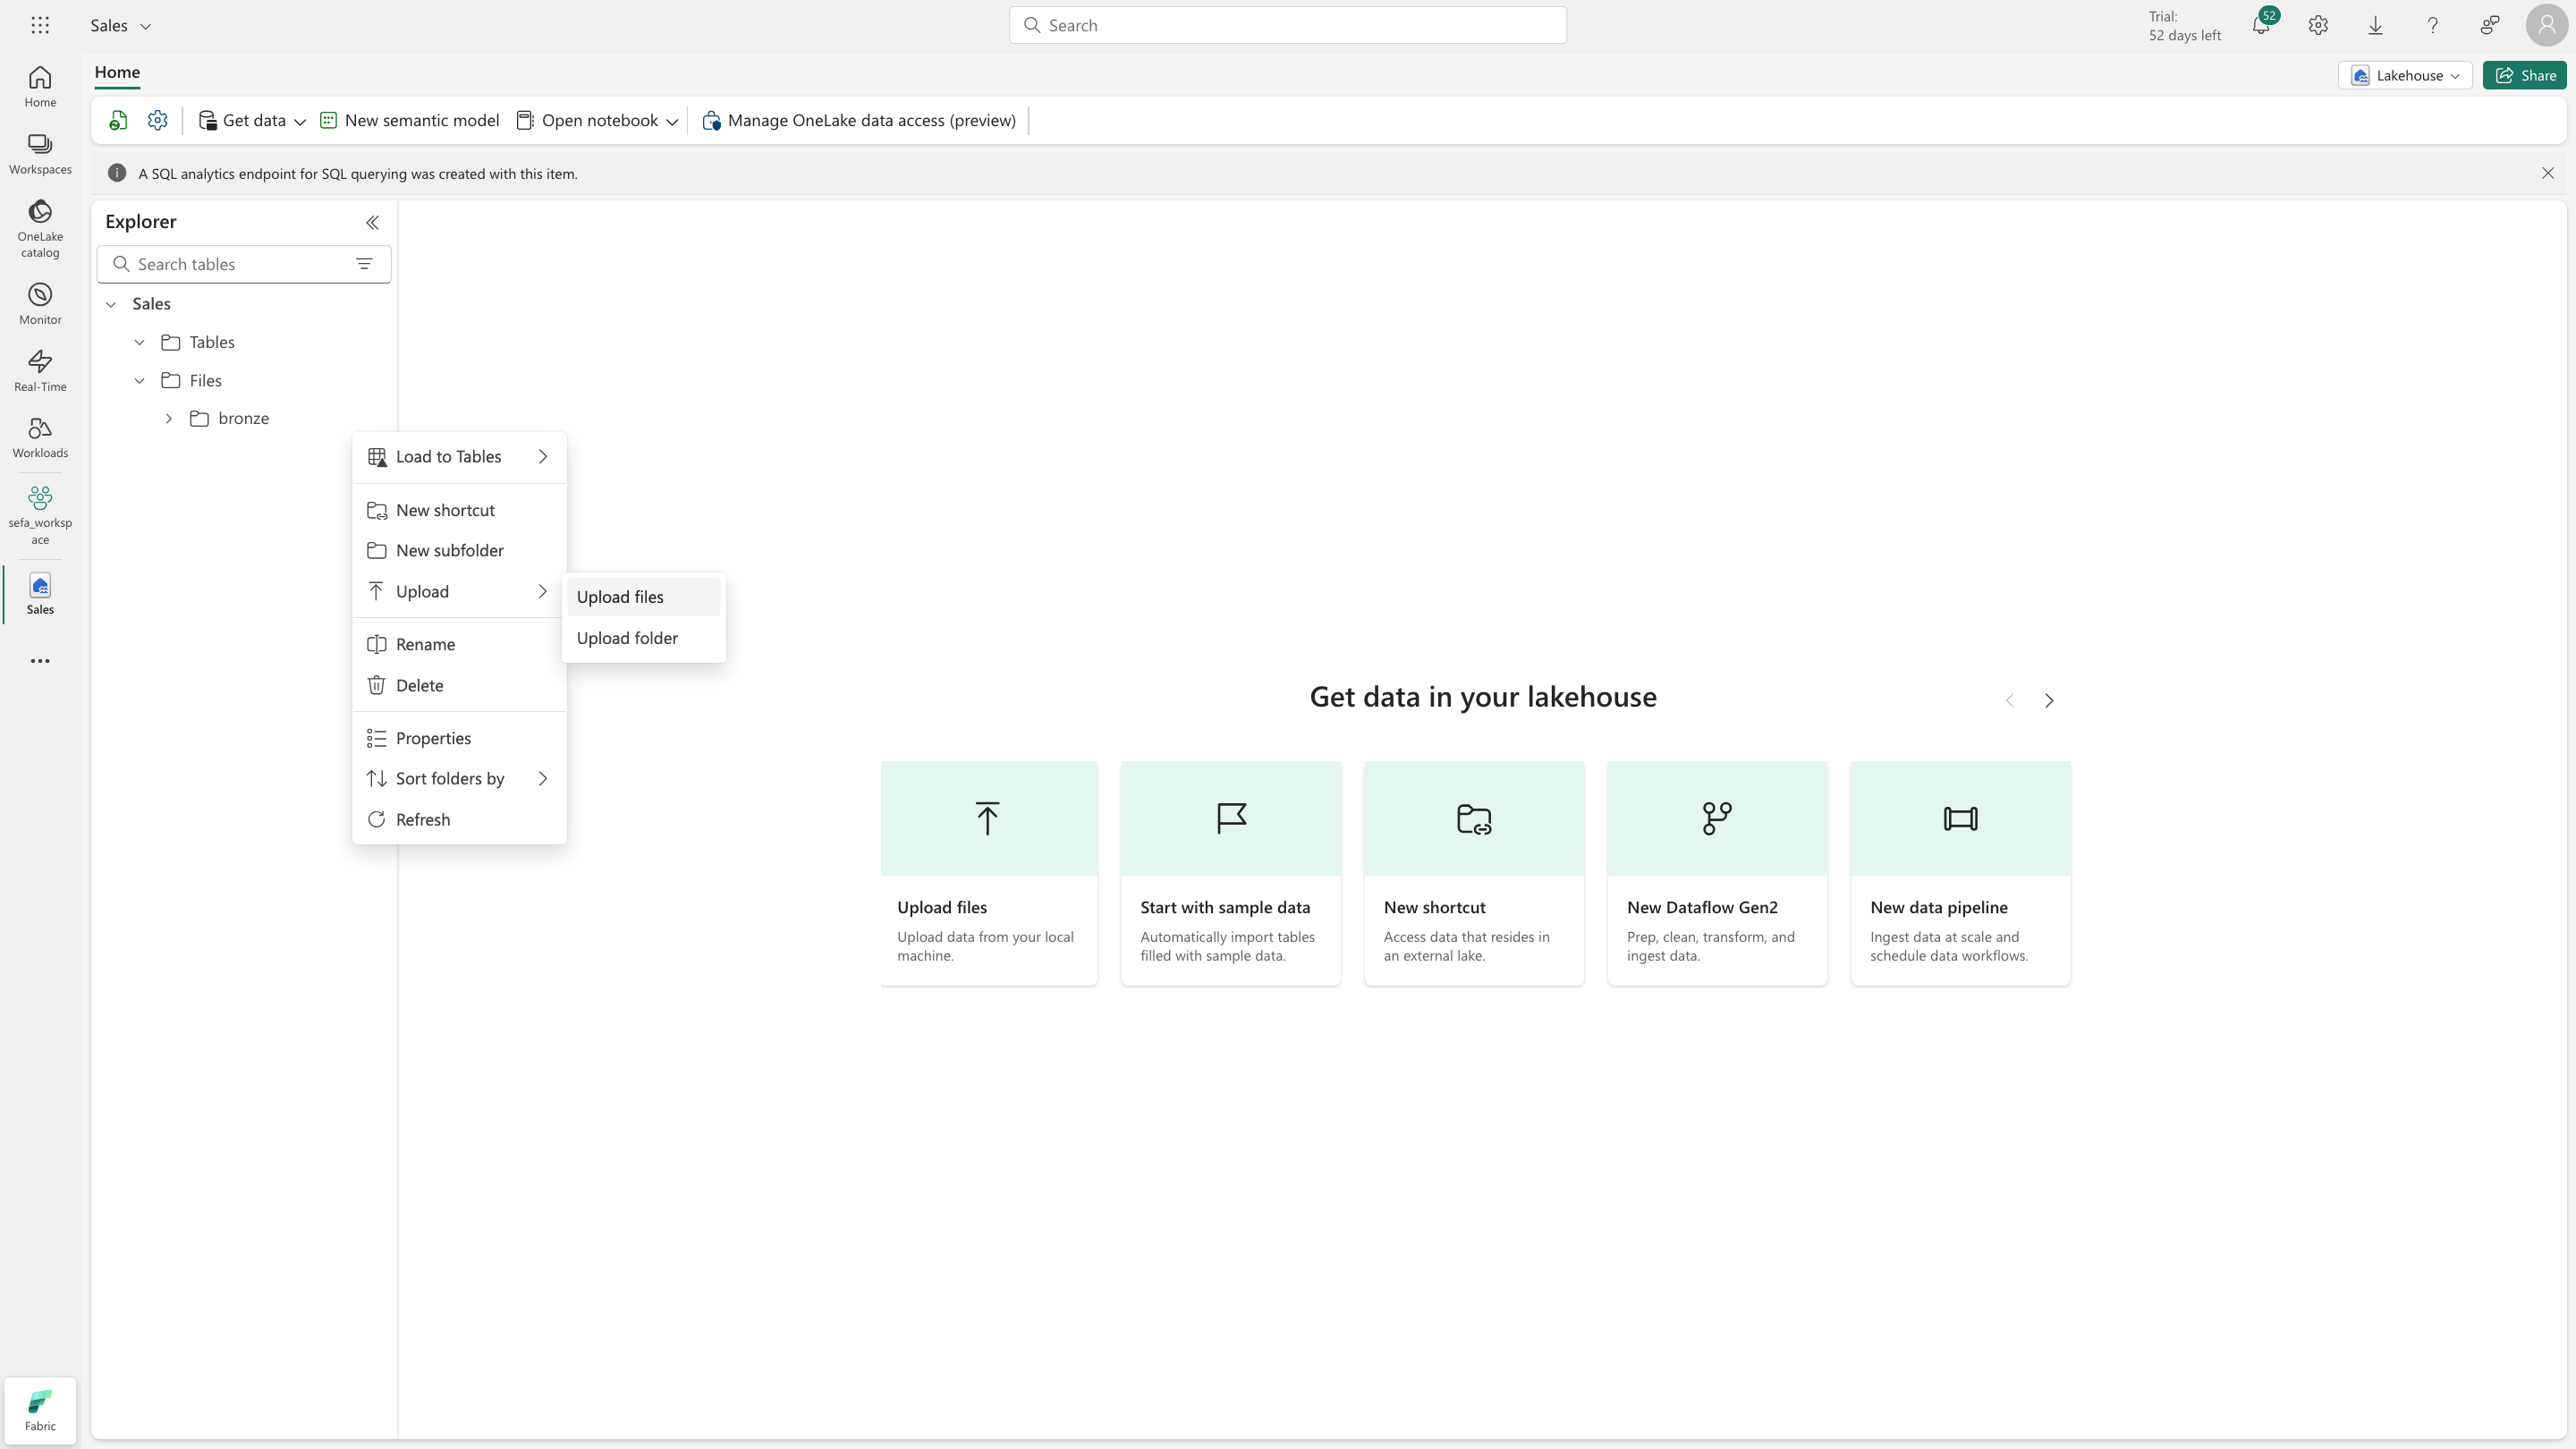 Sales
Search
Trial:
52 days left
52
Home
Lakehouse
Share
Get data
New semantic model
Open notebook
Manage OneLake data access (preview)
A SQL analytics endpoint for SQL querying was created with this item.
Home
Workspaces
OneLake
catalog
Monitor
Real-Time
Workloads
sefa_worksp
ace
Sales
Fabric
Explorer
Search tables
Sales
Tables
Files
bronze
Load to Tables
New shortcut
New subfolder
Upload
Rename
Delete
Properties
Sort folders by
Refresh
Upload files
Upload folder
Get data in your lakehouse
Upload files
Upload data from your local
machine.
Start with sample data
Automatically import tables
filled with sample data.
New shortcut
Access data that resides in
an external lake.
New Dataflow Gen2
Prep, clean, transform, and
ingest data.
New data pipeline
Ingest data at scale and
schedule data workflows.